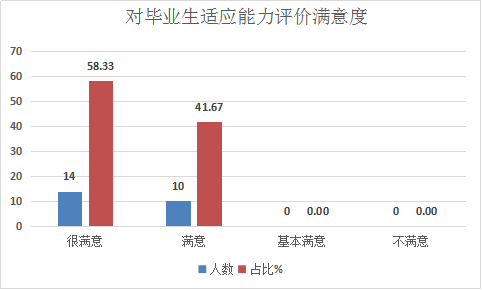 对毕业生适应能力评价满意度
70
60
50
40
30
20
10
0
14
58.33
10
41.67
0
0.00
0
0.00
很满意
满意
基本满意
不满意
人数
占比%